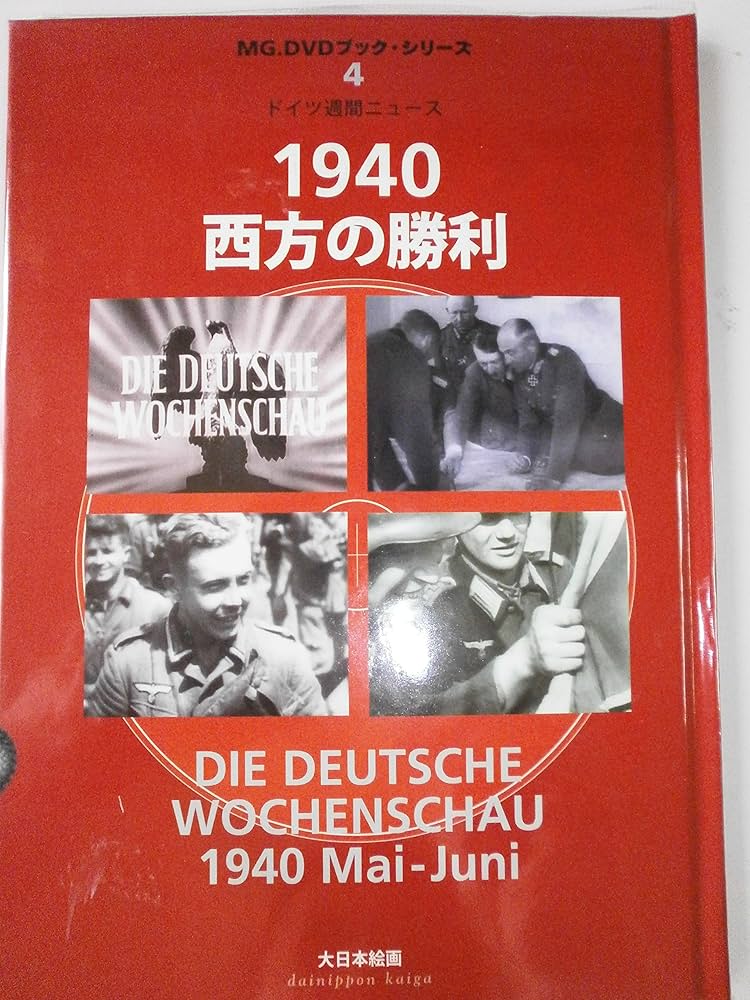 MG.DVDブック・シリーズ
4
ドイツ週間ニュース
1940
西方の勝利
DIE DEUTSCHE
WOCHENSCHAU
DIE DEUTSCHE
WOCHENSCHAU
1940 Mai-Juni
大日本絵画
dainippon kaiga